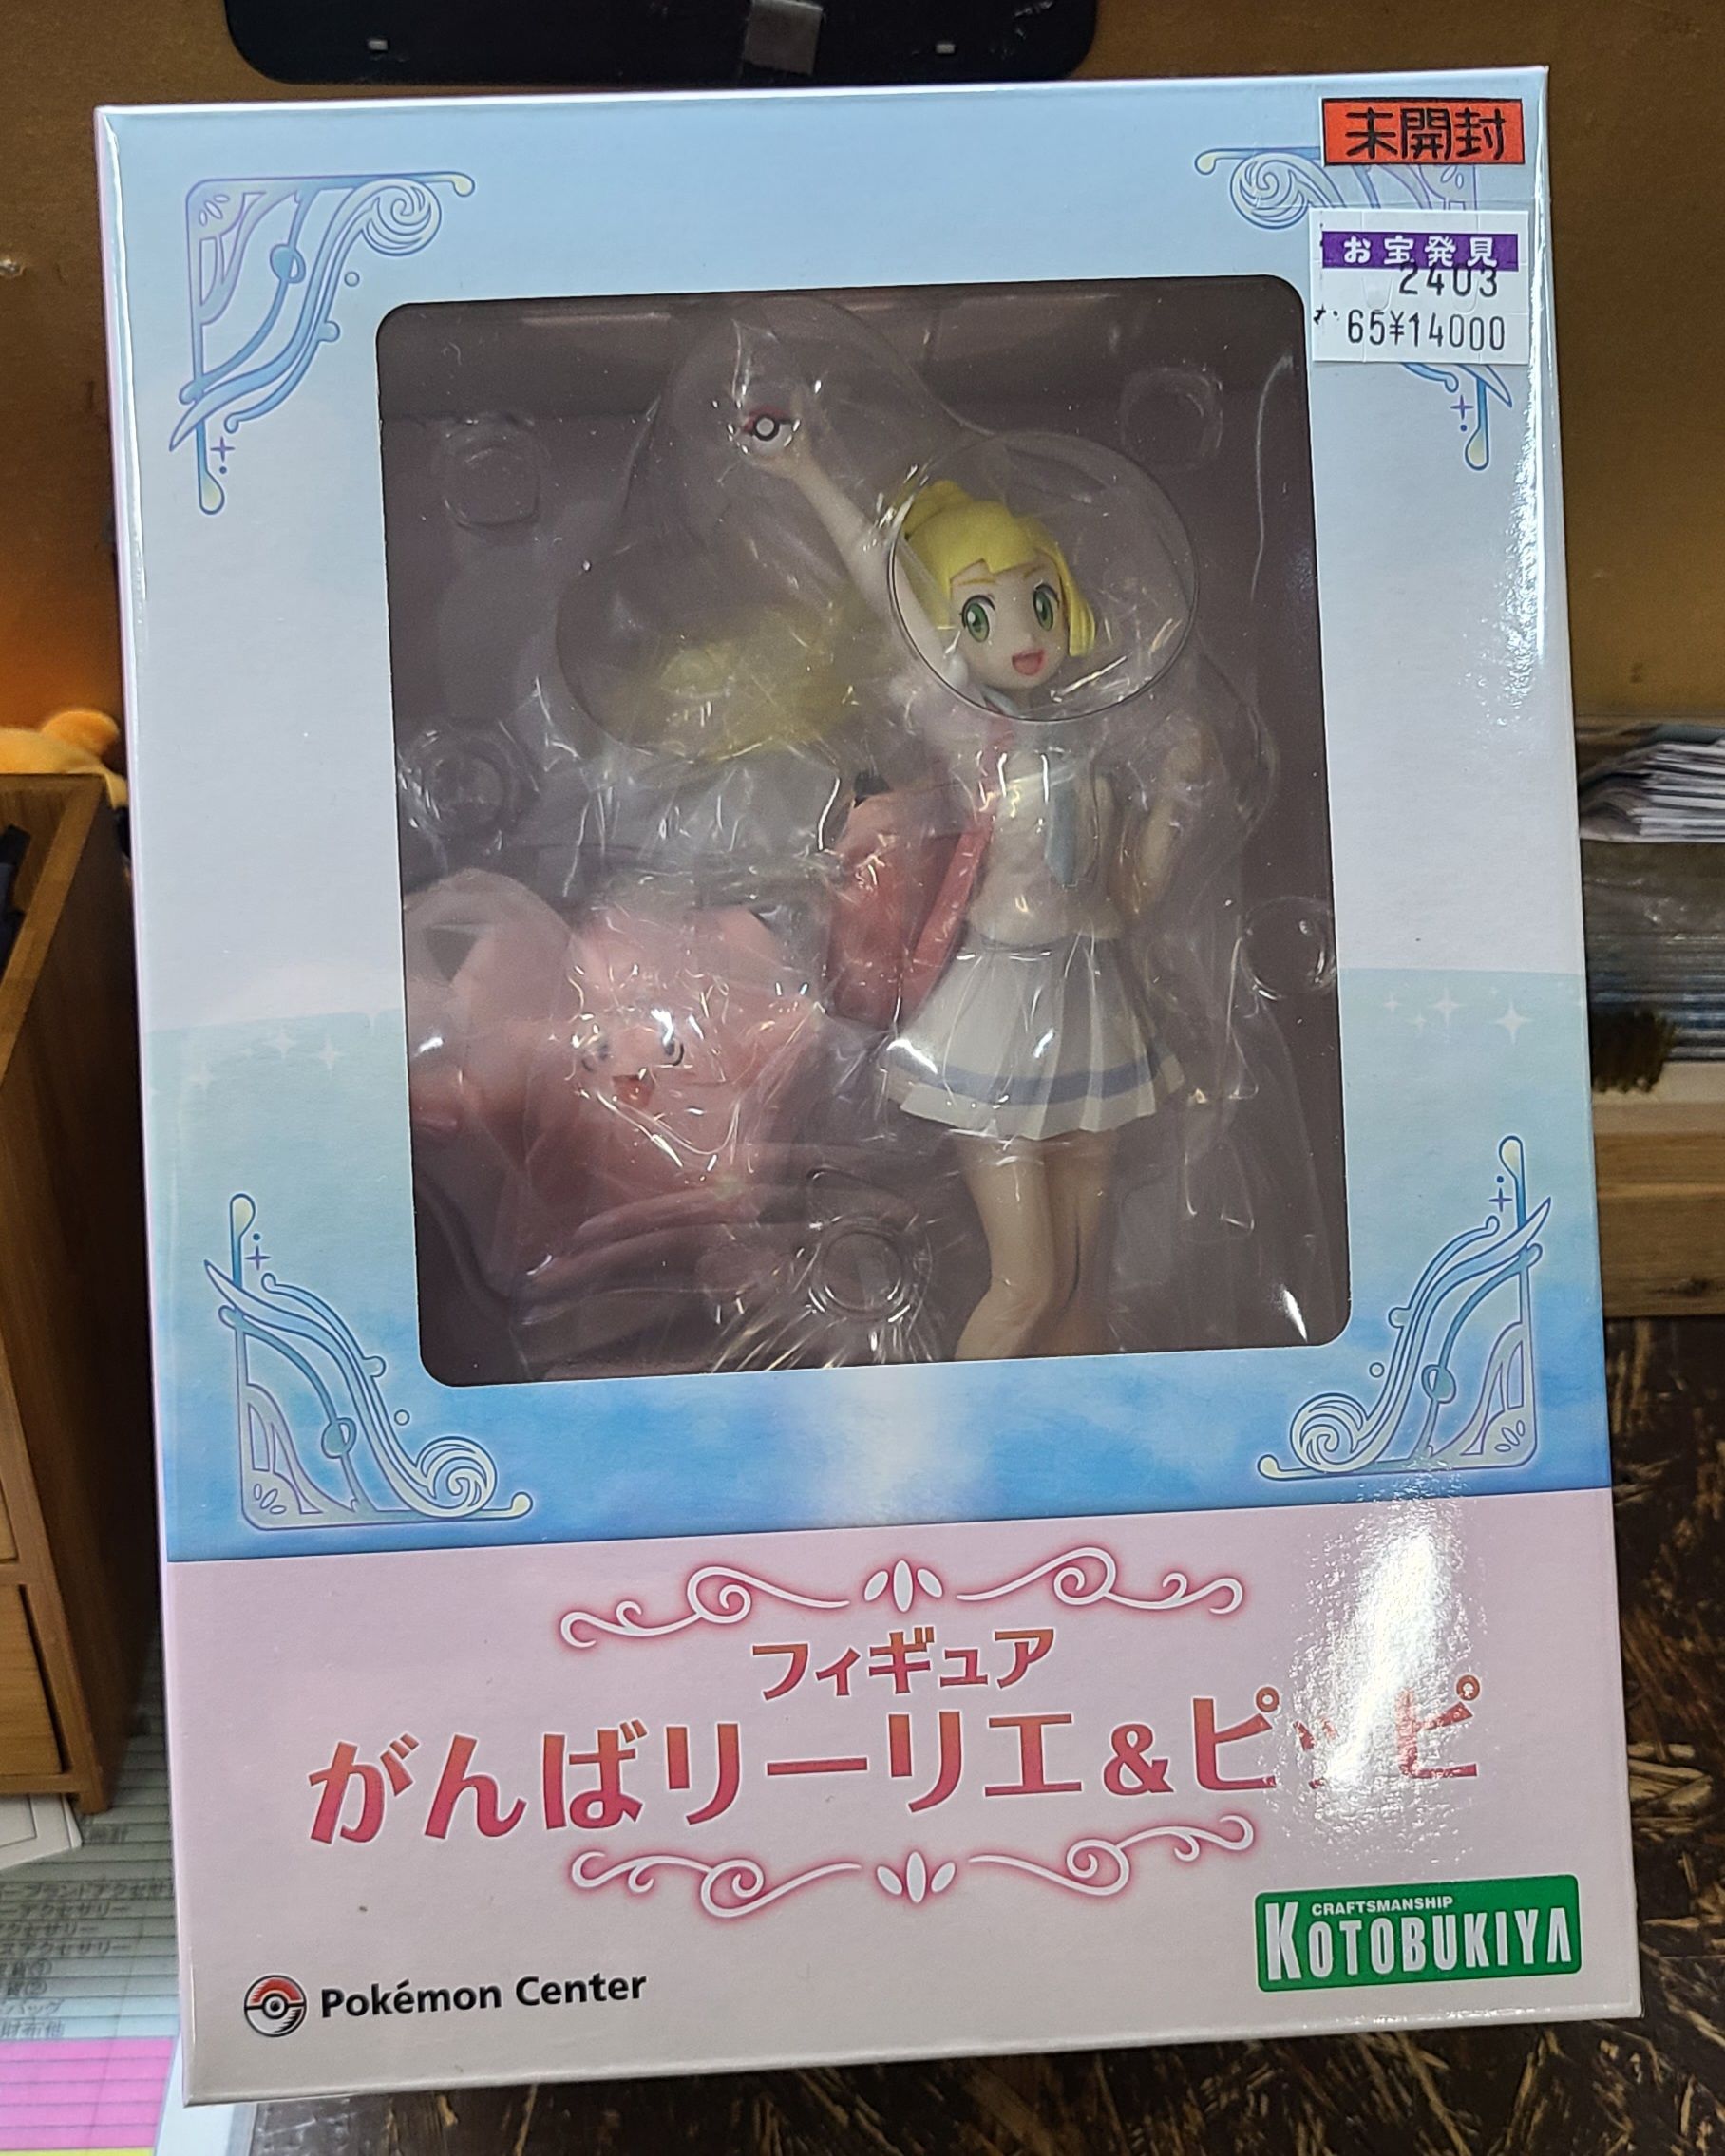 未開封
お宝発見
2403
65¥14000
フィギュア
がんばリーリエ&ピッピ
CRAFTSMANSHIP
KOTOBUKIYA
Pokémon Center